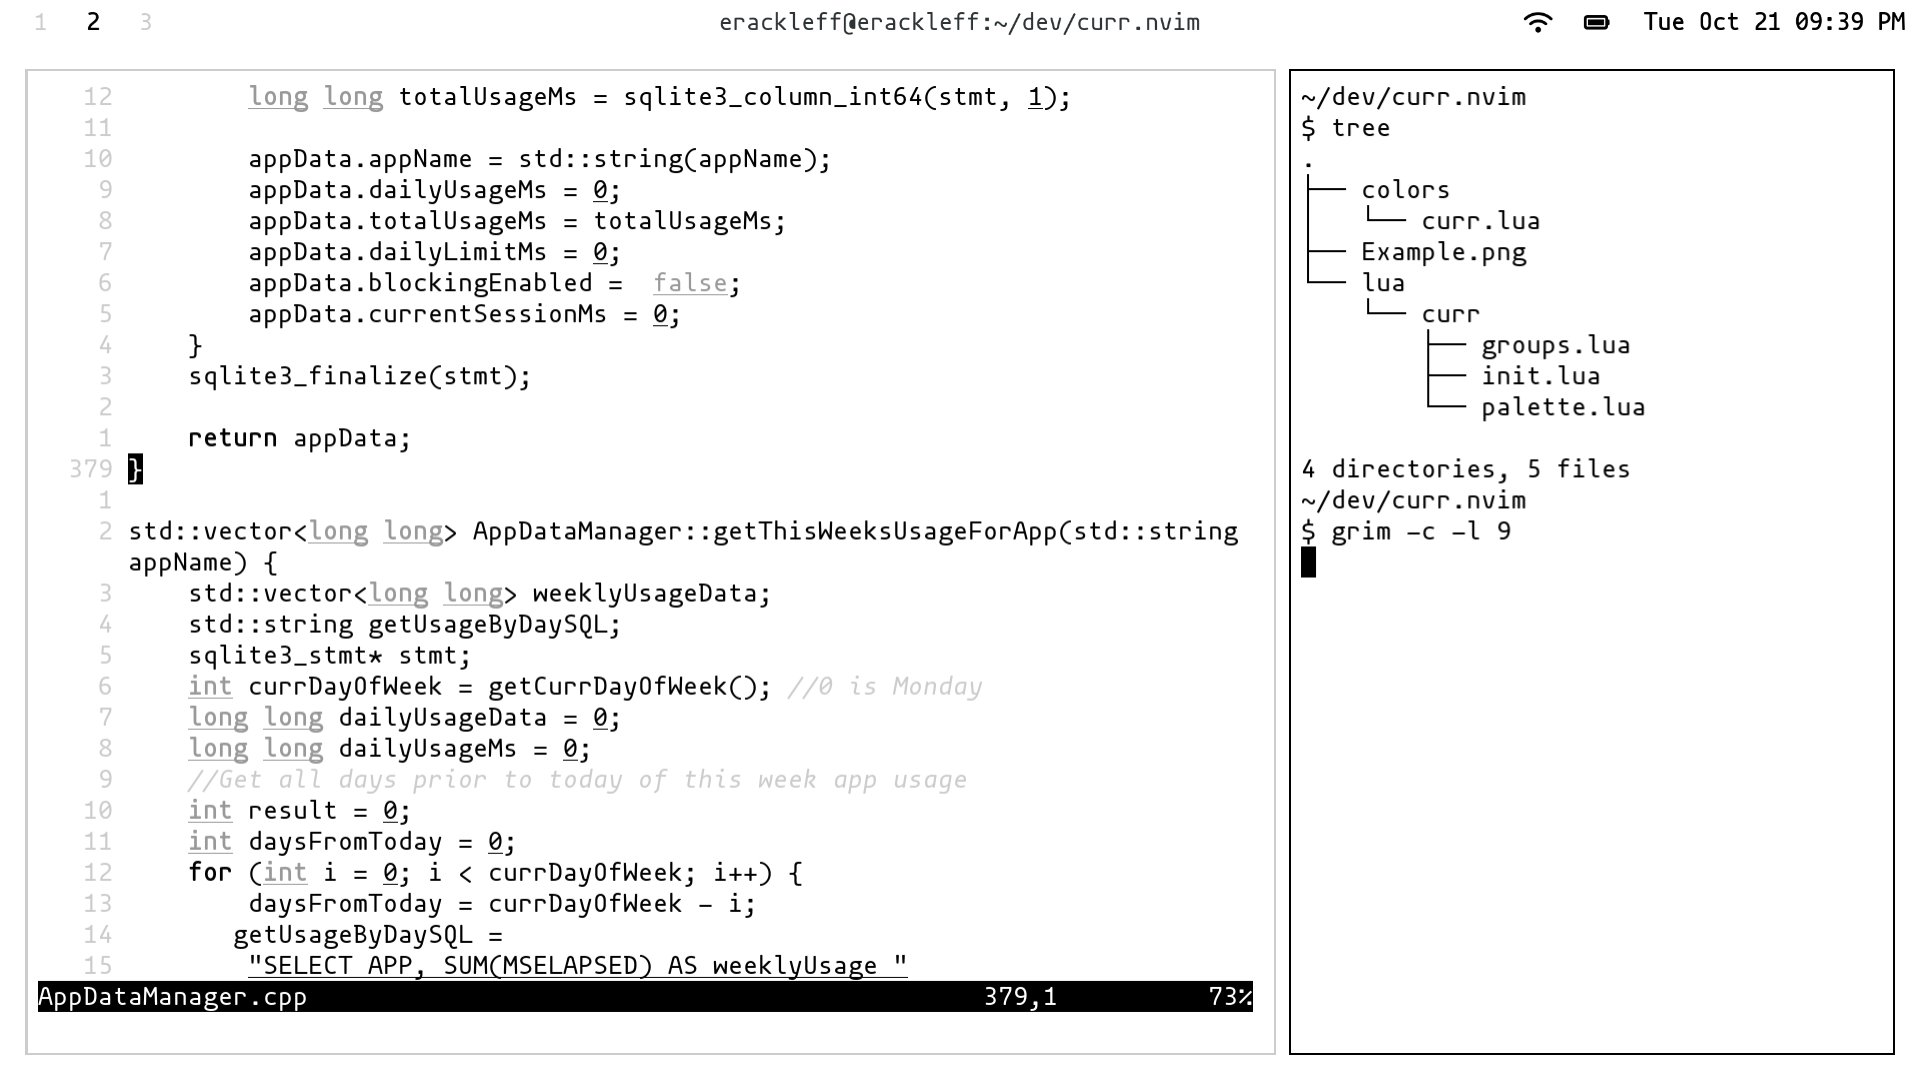 1 2 3
erackleff@erackleff:~/dev/curr.nvim
Tue Oct 21 09:39 PM
12         long long totalUsageMs = sqlite3_column_int64(stmt, 1);
11
10         appData.appName = std::string(appName);
9         appData.dailyUsageMs = 0;
8         appData.totalUsageMs = totalUsageMs;
7         appData.dailyLimitMs = 0;
6         appData.blockingEnabled =  false;
5         appData.currentSessionMs = 0;
4     }
3     sqlite3_finalize(stmt);
2
1     return appData;
379 }
1
2 std::vector<long long> AppDataManager::getThisWeeksUsageForApp(std::string
appName) {
3     std::vector<long long> weeklyUsageData;
4     std::string getUsageByDaySQL;
5     sqlite3_stmt* stmt;
6     int currDayOfWeek = getCurrDayOfWeek(); //0 is Monday
7     long long dailyUsageData = 0;
8     long long dailyUsageMs = 0;
9     //Get all days prior to today of this week app usage
10     int result = 0;
11     int daysFromToday = 0;
12     for (int i = 0; i < currDayOfWeek; i++) {
13         daysFromToday = currDayOfWeek - i;
14        getUsageByDaySQL =
15         "SELECT APP, SUM(MSELAPSED) AS weeklyUsage "
AppDataManager.cpp 379,1 73%
~/dev/curr.nvim
$ tree
.
├── colors
│   └── curr.lua
├── Example.png
└── lua
    └── curr
        ├── groups.lua
        ├── init.lua
        └── palette.lua
4 directories, 5 files
~/dev/curr.nvim
$ grim -c -l 9